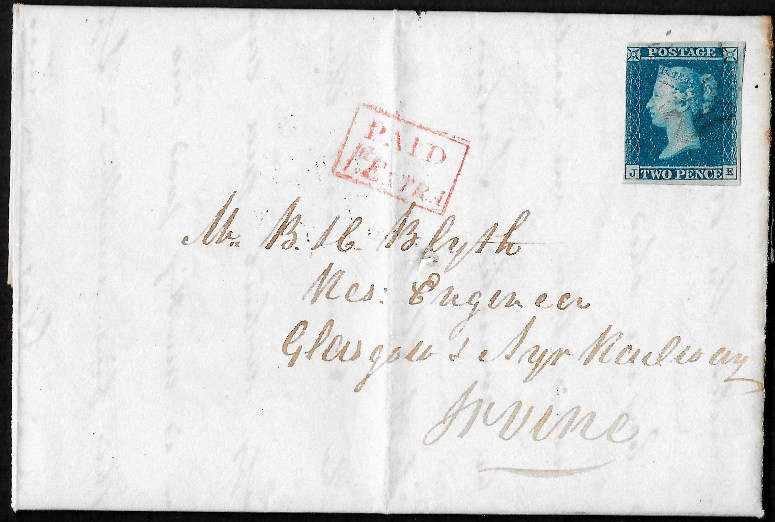 POSTAGE
J K
TWO PENCE
PAID
EXTRA
Mr. B. H. Blyth
Res: Engineer
Glasgow & Ayr Railway
Irvine